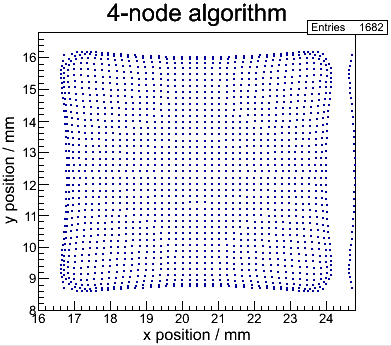 4-node algorithm
Entries 1682
y position / mm
16
15
14
13
12
11
10
9
8
16 17 18 19 20 21 22 23 24
x position / mm